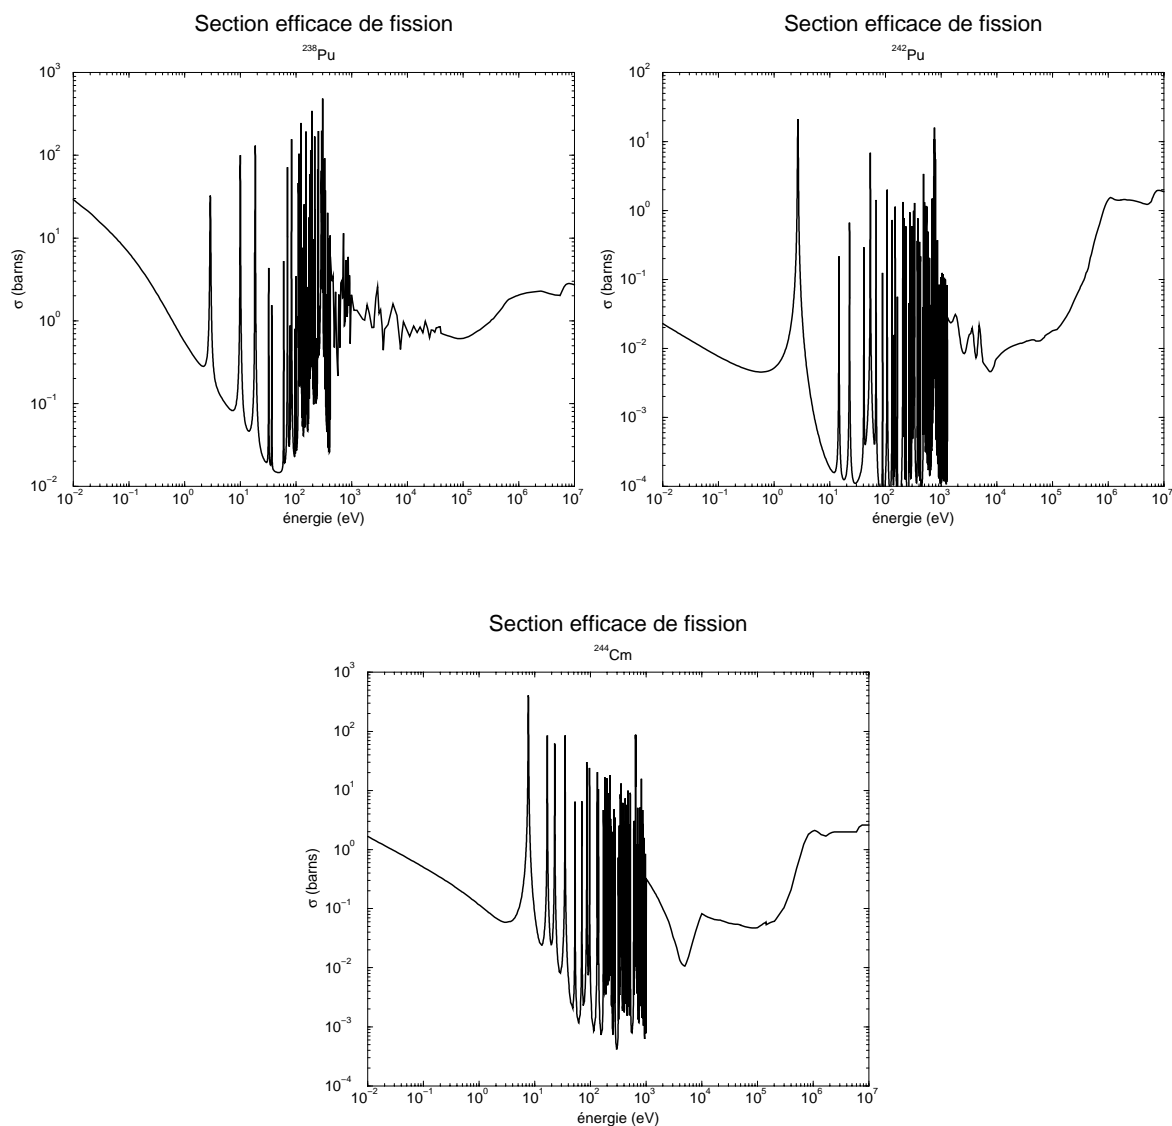 Section efficace de fission
²³⁸Pu
σ (barns)
10³
10²
10¹
10⁰
10⁻¹
10⁻²
10⁻² 10⁻¹ 10⁰ 10¹ 10² 10³ 10⁴ 10⁵ 10⁶ 10⁷
énergie (eV)
Section efficace de fission
²⁴²Pu
σ (barns)
10²
10¹
10⁰
10⁻¹
10⁻²
10⁻³
10⁻⁴
10⁻² 10⁻¹ 10⁰ 10¹ 10² 10³ 10⁴ 10⁵ 10⁶ 10⁷
énergie (eV)
Section efficace de fission
²⁴⁴Cm
σ (barns)
10³
10²
10¹
10⁰
10⁻¹
10⁻²
10⁻³
10⁻⁴
10⁻² 10⁻¹ 10⁰ 10¹ 10² 10³ 10⁴ 10⁵ 10⁶ 10⁷
énergie (eV)